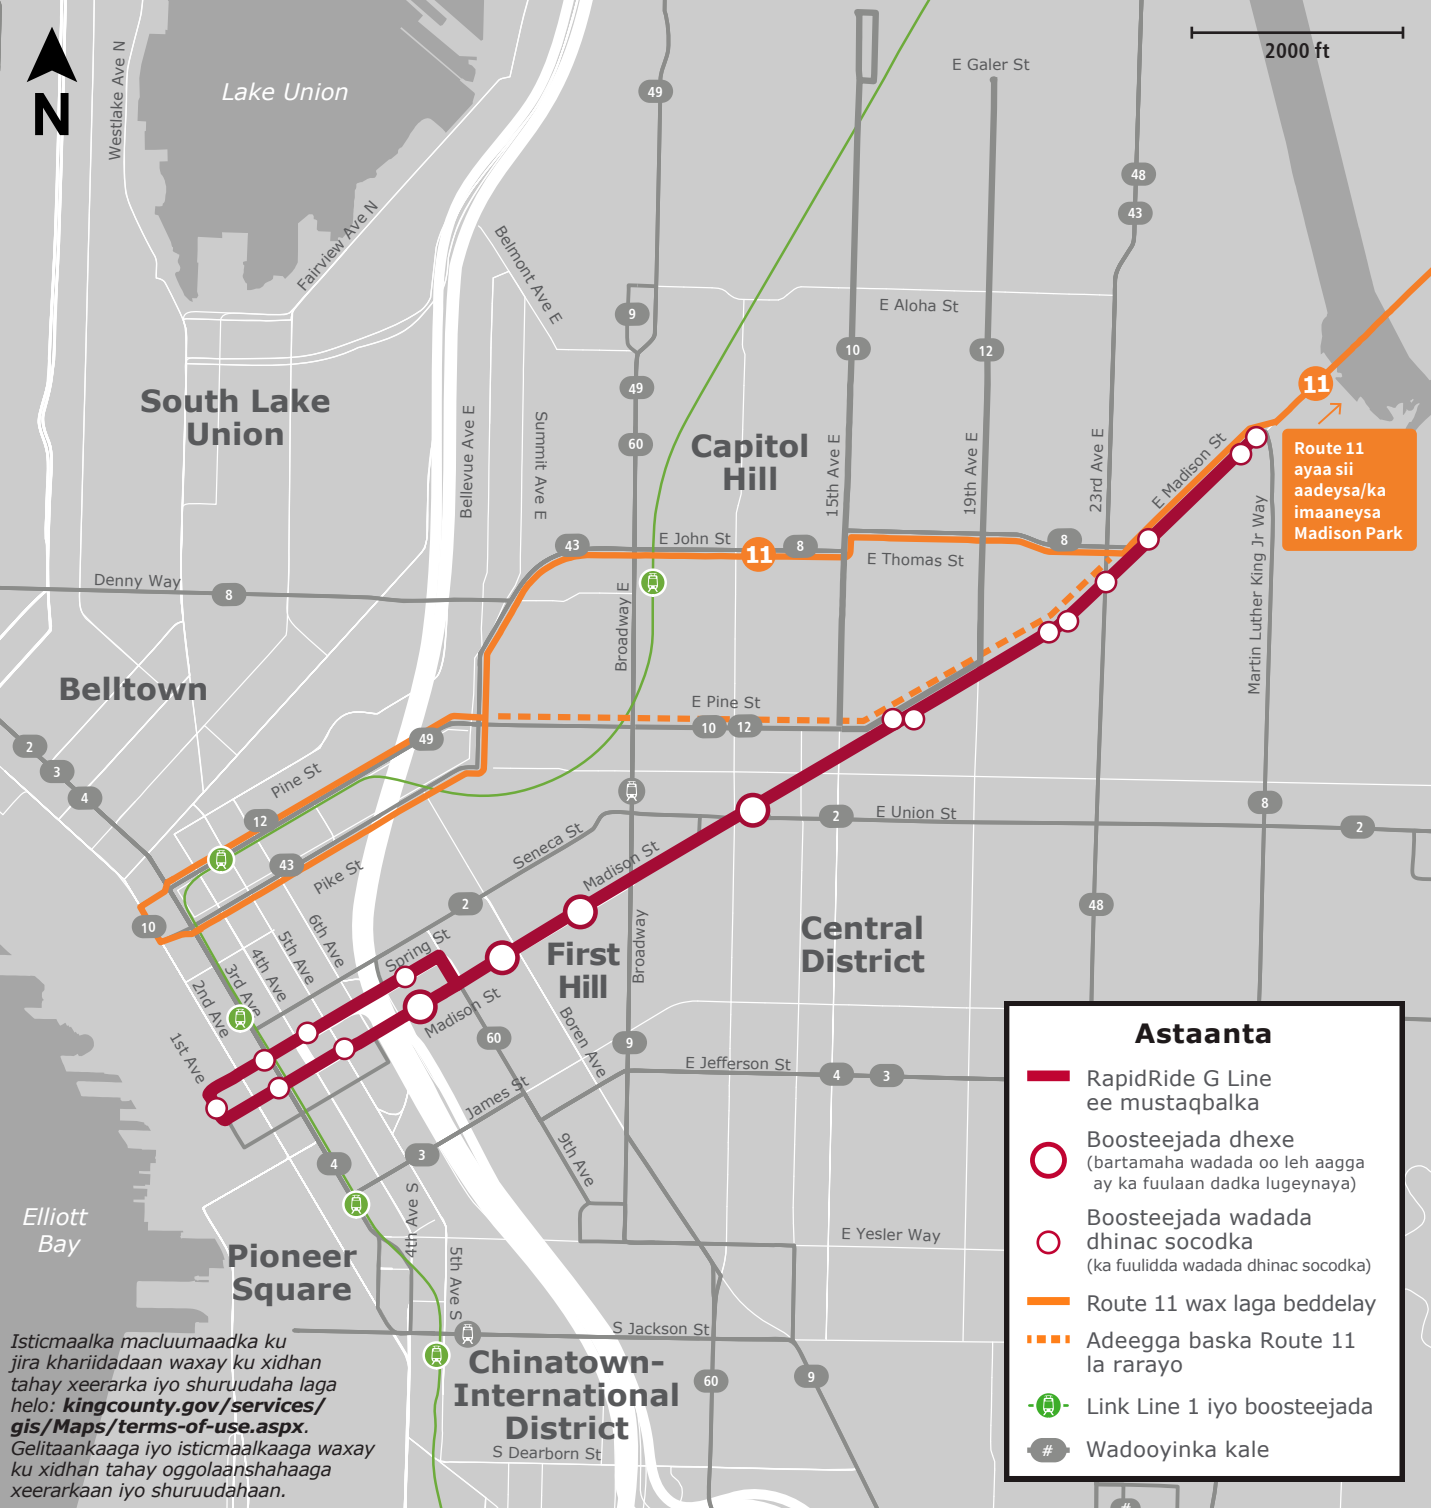 N
Lake Union
Westlake Ave N
Fairview Ave N
2000 ft
E Galer St
49
48
43
Belmont Ave E
E Aloha St
9
10
12
49
60
11
South Lake
Union
Capitol
Hill
Bellevue Ave E
Summit Ave E
15th Ave E
19th Ave E
23rd Ave E
E Madison St
Route 11
ayaa sii
aadeysa/ka
imaaneysa
Madison Park
Martin Luther King Jr Way
43
E John St
11
8
8
E Thomas St
Denny Way
8
Broadway E
Belltown
E Pine St
10
12
49
2
3
4
Pine St
12
43
Pike St
10
Seneca St
Madison St
2
E Union St
8
2
2
48
Central
District
First
Hill
Broadway
Spring St
6th Ave
5th Ave
4th Ave
3rd Ave
2nd Ave
1st Ave
Madison St
60
Boren Ave
9
E Jefferson St
4
3
James St
9th Ave
3
4
4th Ave S
5th Ave S
E Yesler Way
Elliott
Bay
Pioneer
Square
S Jackson St
Chinatown-
International
District
60
9
S Dearborn St
Astaanta
RapidRide G Line
ee mustaqbalka
Boosteejada dhexe
(bartamaha wadada oo leh aagga
ay ka fuulaan dadka lugeynaya)
Boosteejada wadada
dhinac socodka
(ka fuulidda wadada dhinac socodka)
Route 11 wax laga beddelay
Adeegga baska Route 11
la rarayo
Link Line 1 iyo boosteejada
# Wadooyinka kale
#
Isticmaalka macluumaadka ku
jira khariidadaan waxay ku xidhan
tahay xeerarka iyo shuruudaha laga
helo: kingcounty.gov/services/
gis/Maps/terms-of-use.aspx.
Gelitaankaaga iyo isticmaalkaaga waxay
ku xidhan tahay oggolaanshahaaga
xeerarkaan iyo shuruudahaan.